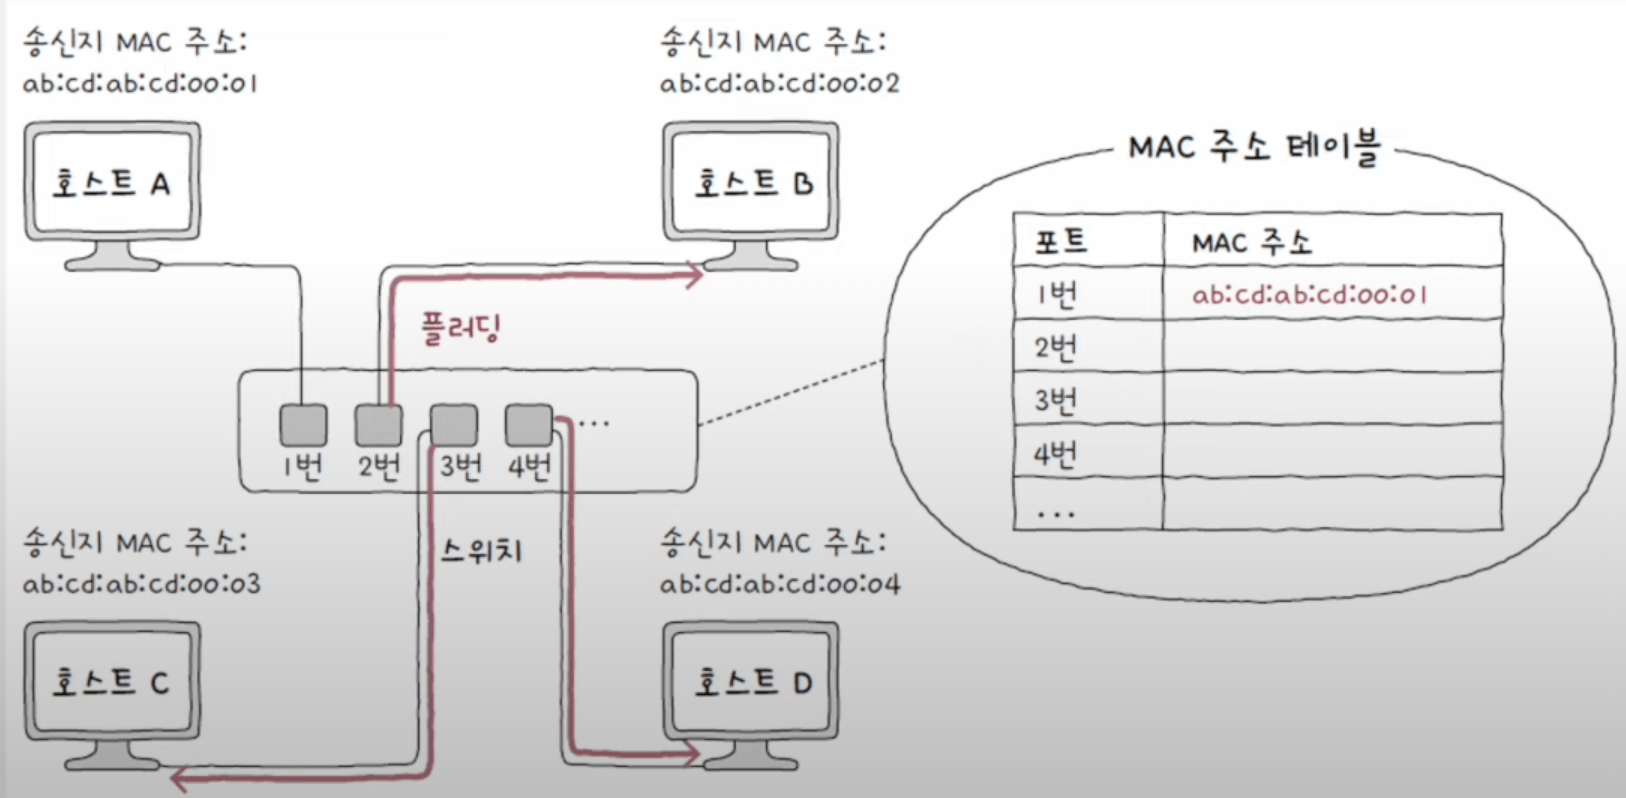 송신지 MAC 주소:
ab:cd:ab:cd:00:01
호스트 A
송신지 MAC 주소:
ab:cd:ab:cd:00:02
호스트 B
플러딩
1번 2번 3번 4번 ...
스위치
송신지 MAC 주소:
ab:cd:ab:cd:00:03
호스트 C
송신지 MAC 주소:
ab:cd:ab:cd:00:04
호스트 D
MAC 주소 테이블
포트 MAC 주소
1번 ab:cd:ab:cd:00:01
2번
3번
4번
...